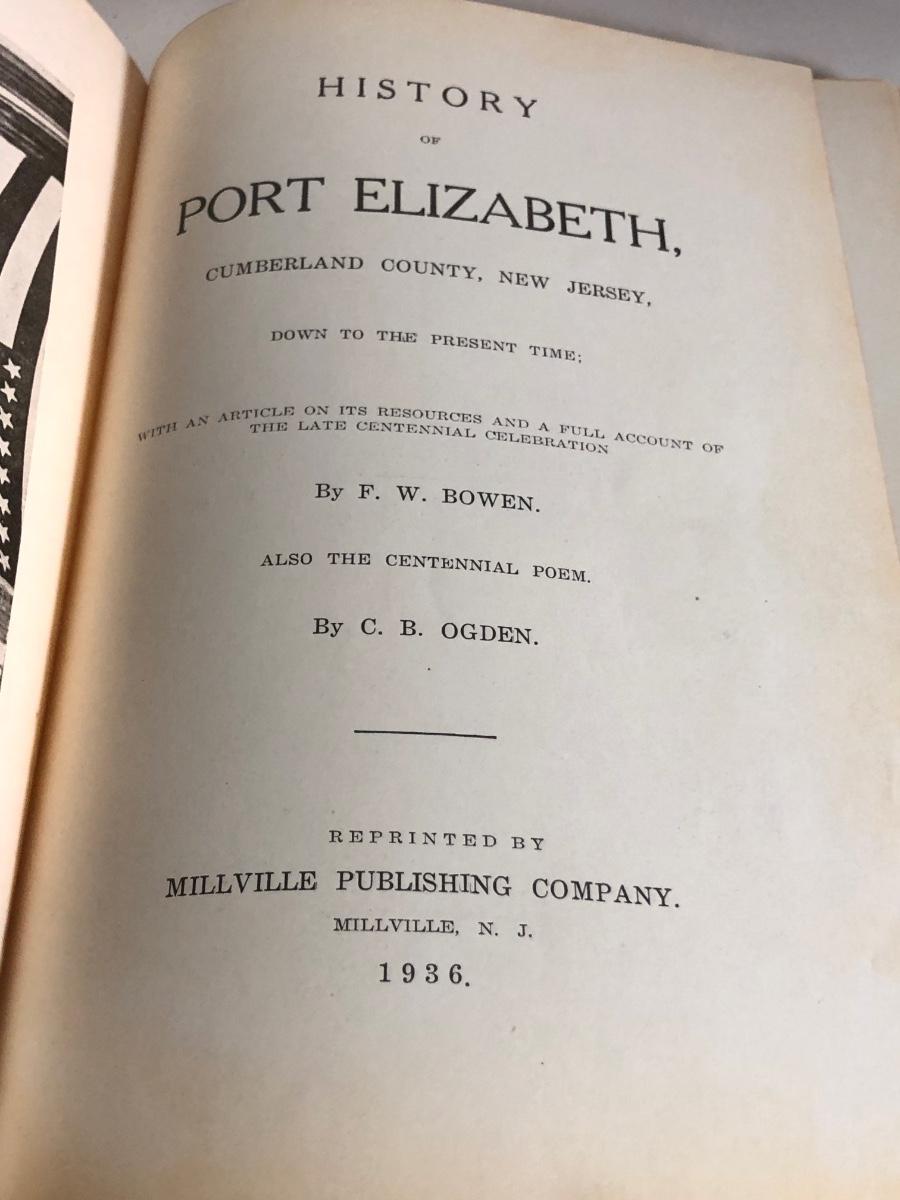 HISTORY
OF
PORT ELIZABETH,
CUMBERLAND COUNTY, NEW JERSEY,
DOWN TO THE PRESENT TIME;
WITH AN ARTICLE ON ITS RESOURCES AND A FULL ACCOUNT OF
THE LATE CENTENNIAL CELEBRATION
By F. W. BOWEN.
ALSO THE CENTENNIAL POEM.
By C. B. OGDEN.
REPRINTED BY
MILLVILLE PUBLISHING COMPANY.
MILLVILLE, N. J.
1936.